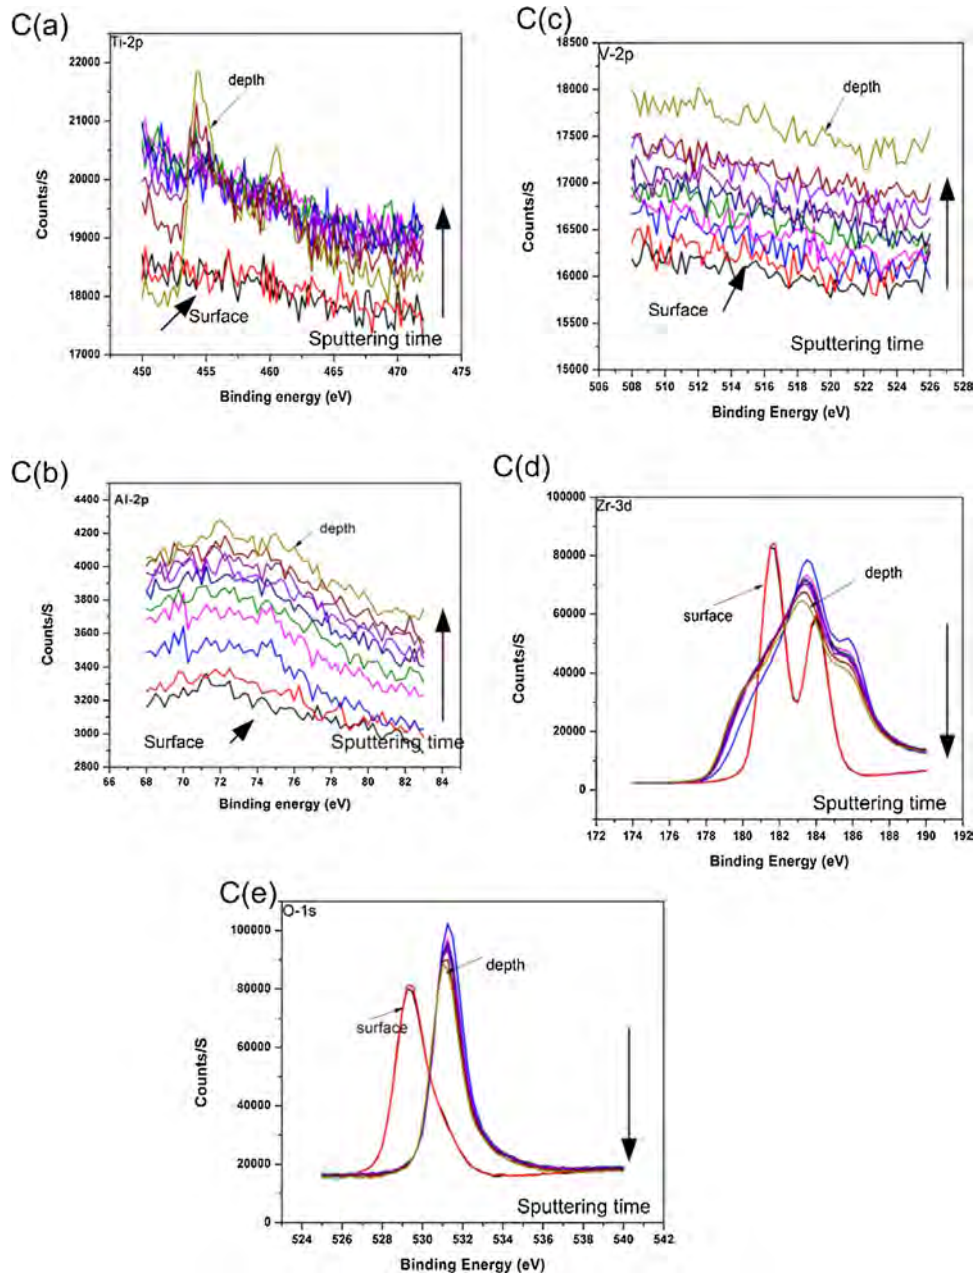 C(a)
Ti-2p
22000
21000
20000
19000
18000
17000
Counts/S
depth
Surface
Sputtering time
450
455
460
465
470
475
Binding energy (eV)
C(c)
V-2p
18500
18000
17500
17000
16500
16000
15500
15000
Counts/S
depth
Surface
Sputtering time
506 508 510 512 514 516 518 520 522 524 526 528
Binding Energy (eV)
C(b)
Al-2p
4400
4200
4000
3800
3600
3400
3200
3000
2800
Counts/S
depth
Surface
Sputtering time
66 68 70 72 74 76 78 80 82 84
Binding energy (eV)
C(d)
Zr-3d
100000
80000
60000
40000
20000
0
Counts/S
surface
depth
Sputtering time
172 174 176 178 180 182 184 186 188 190 192
Binding Energy (eV)
C(e)
O-1s
100000
80000
60000
40000
20000
0
Counts/S
surface
depth
Sputtering time
524 526 528 530 532 534 536 538 540 542
Binding Energy (eV)